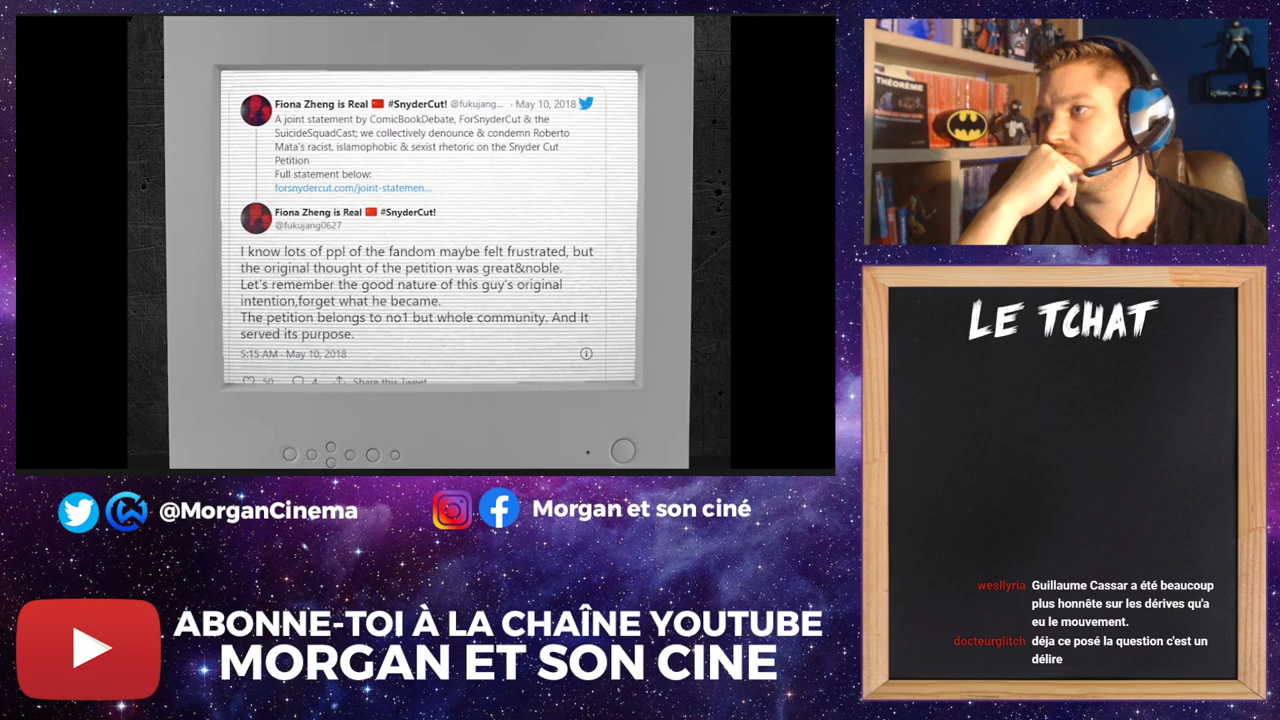 Fiona Zheng is Real 🇨🇳 #SnyderCut! @fukujang... · May 10, 2018
A joint statement by ComicBookDebate, ForSnyderCut & the
SuicideSquadCast; we collectively denounce & condemn Roberto
Mata's racist, islamophobic & sexist rhetoric on the Snyder Cut
Petition
Full statement below:
forsnydercut.com/joint-statemen...
Fiona Zheng is Real 🇨🇳 #SnyderCut!
@fukujang0627
I know lots of ppl of the fandom maybe felt frustrated, but
the original thought of the petition was great&noble.
Let's remember the good nature of this guy's original
intention,forget what he became.
The petition belongs to no1 but whole community. And It
served its purpose.
5:15 AM · May 10, 2018
50 4 Share this Tweet
THÉORÈME
LE TCHAT
wesllyria Guillaume Cassar a été beaucoup
plus honnête sur les dérives qu'a
eu le mouvement.
docteurglitch déja ce posé la question c'est un
délire
@MorganCinema
Morgan et son ciné
ABONNE-TOI À LA CHAÎNE YOUTUBE
MORGAN ET SON CINE